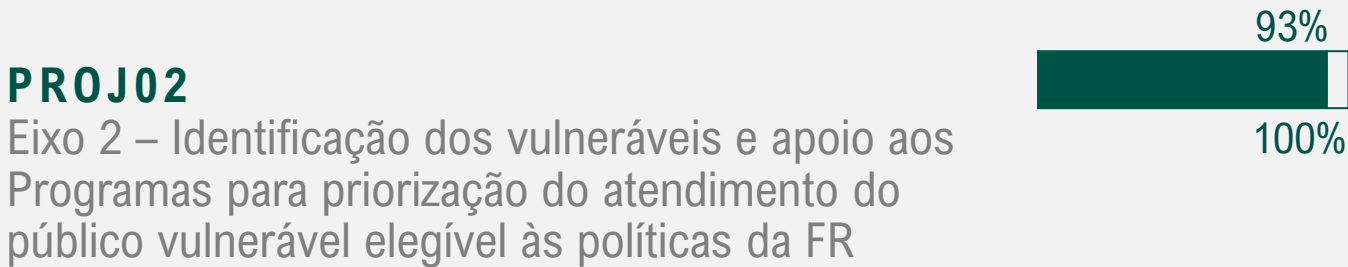 PROJ02
Eixo 2 – Identificação dos vulneráveis e apoio aos
Programas para priorização do atendimento do
público vulnerável elegível às políticas da FR
93%
100%